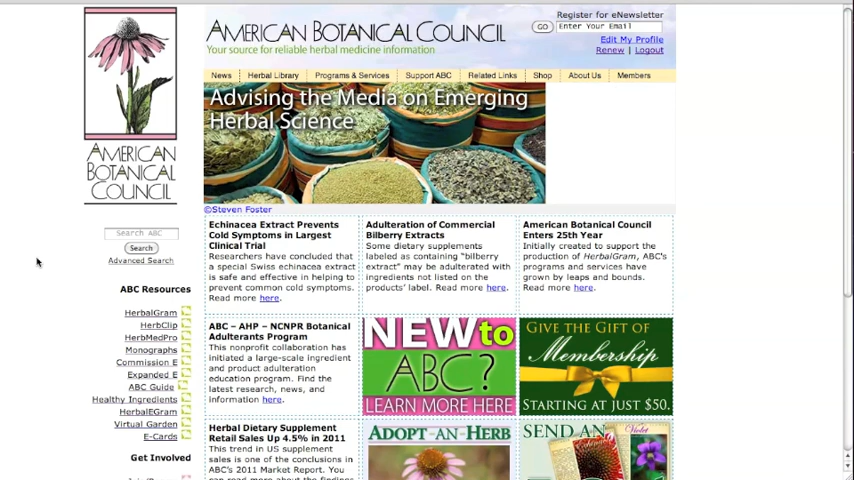 AMERICAN BOTANICAL COUNCIL
Your source for reliable herbal medicine information
Register for eNewsletter
GO
Enter Your Email
Edit My Profile
Renew | Logout
News
Herbal Library
Programs & Services
Support ABC
Related Links
Shop
About Us
Members
AMERICAN
BOTANICAL
COUNCIL
Advising the Media on Emerging
Herbal Science
©Steven Foster
Search ABC
Search
Advanced Search
ABC Resources
HerbalGram
HerbClip
HerbMedPro
Monographs
Commission E
Expanded E
ABC Guide
Healthy Ingredients
HerbalEGram
Virtual Garden
E-Cards
Get Involved
Echinacea Extract Prevents
Cold Symptoms in Largest
Clinical Trial
Researchers have concluded that
a special Swiss echinacea extract
is safe and effective in helping to
prevent common cold symptoms.
Read more here.
Adulteration of Commercial
Bilberry Extracts
Some dietary supplements
labeled as containing "bilberry
extract" may be adulterated with
ingredients not listed on the
products' label. Read more here.
American Botanical Council
Enters 25th Year
Initially created to support the
production of HerbalGram, ABC's
programs and services have
grown by leaps and bounds.
Read more here.
ABC – AHP – NCNPR Botanical
Adulterants Program
This nonprofit collaboration has
initiated a large-scale ingredient
and product adulteration
education program. Find the
latest research, news, and
information here.
NEW to
ABC?
LEARN MORE HERE
GIVE THE GIFT OF
Membership
STARTING AT JUST $50.
Herbal Dietary Supplement
Retail Sales Up 4.5% in 2011
This trend in US supplement
sales is one of the conclusions in
ABC's 2011 Market Report. You
can read about the findings
ADOPT-AN-HERB
SEND AN
Violet